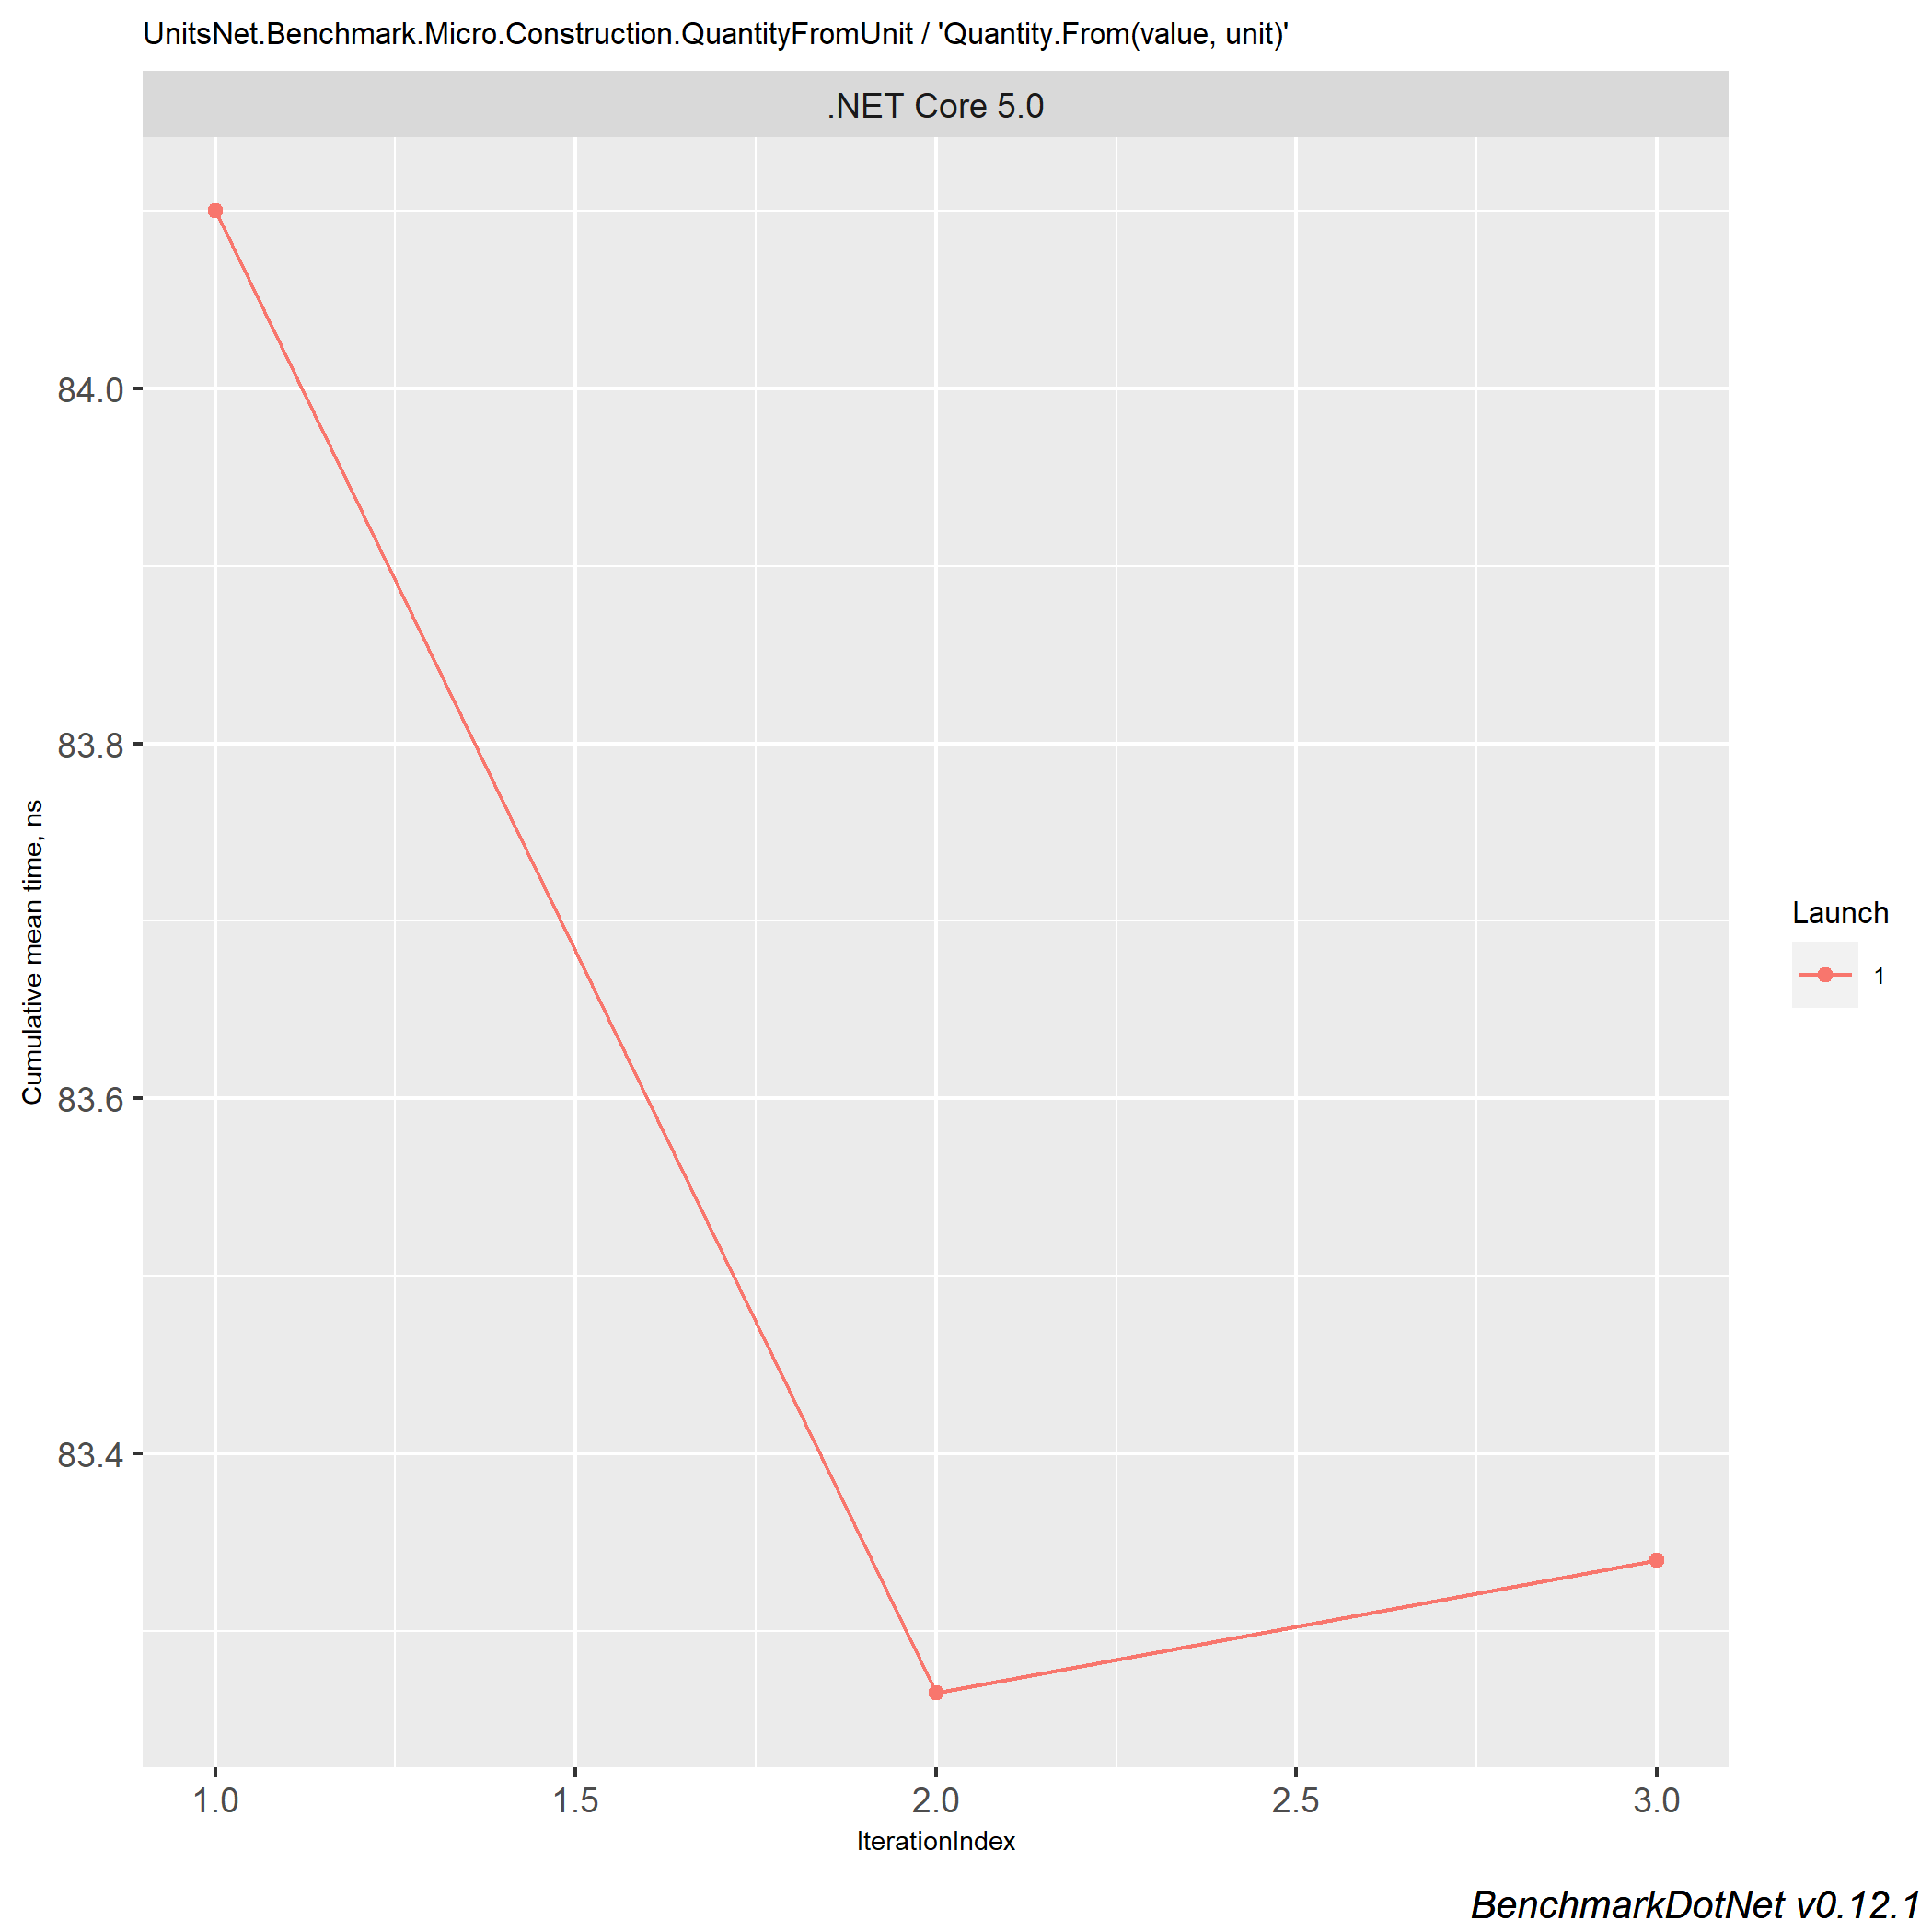 UnitsNet.Benchmark.Micro.Construction.QuantityFromUnit / 'Quantity.From(value, unit)'
.NET Core 5.0
84.0
83.8
83.6
83.4
Cumulative mean time, ns
1.0 1.5 2.0 2.5 3.0
IterationIndex
Launch
1
BenchmarkDotNet v0.12.1